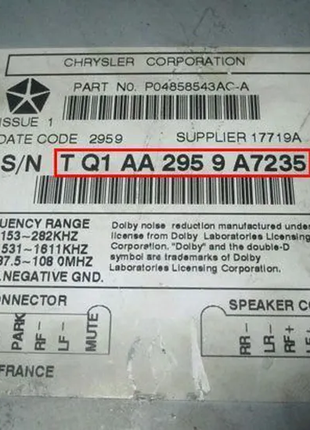 CHRYSLER CORPORATION
PART NO. P04858543AC-A
ISSUE 1
DATE CODE 2959 SUPPLIER 17719A
S/N T Q1 AA 295 9 A7235
UENCY RANGE
153-282KHZ
531-1611KHZ
87.5-108 0MHZ
NEGATIVE GND.
Dolby noise reduction manufactured under
from Dolby Laboratories Licensing
Corporation. "Dolby" and the double-D
symbol are trademarks of Dolby
Laboratories Licensing Corporation.
ONNECTOR
SPEAKER CO
PARK
RF-
LF-
MUTE
RR-
LR-
RF+
LF+
FRANCE